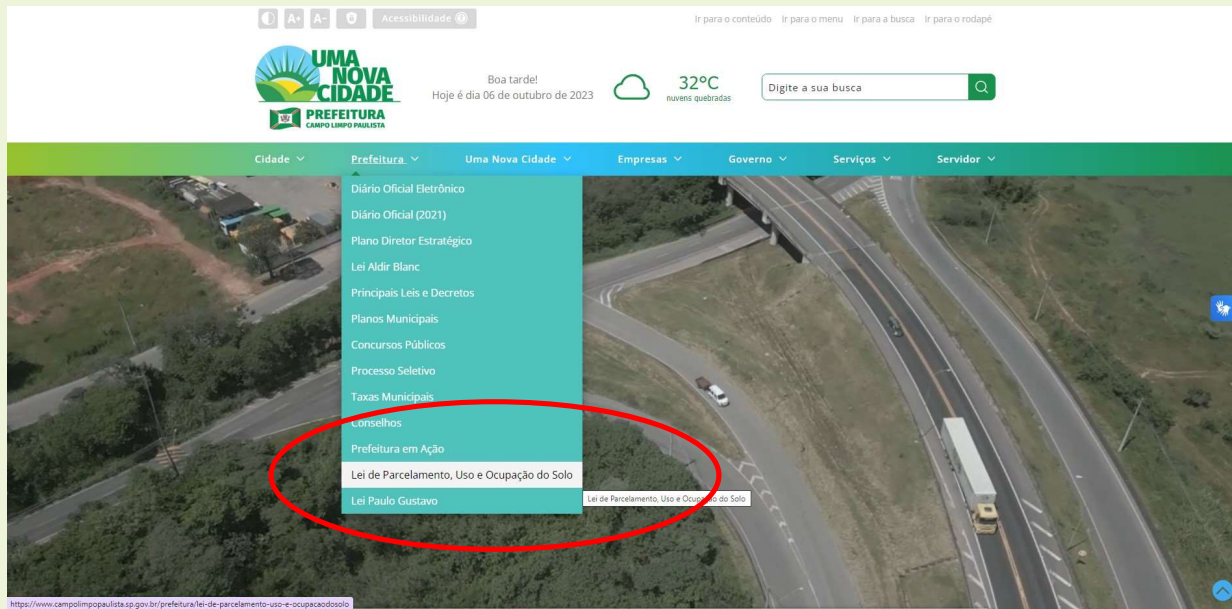 A+ A- Acessibilidade
Ir para o conteúdo Ir para o menu Ir para a busca Ir para o rodapé
UMA NOVA CIDADE
PREFEITURA
CAMPO LIMPO PAULISTA
Boa tarde!
Hoje é dia 06 de outubro de 2023
32°C
nuvens quebradas
Digite a sua busca
Cidade Prefeitura Uma Nova Cidade Empresas Governo Serviços Servidor
Diário Oficial Eletrônico
Diário Oficial (2021)
Plano Diretor Estratégico
Lei Aldir Blanc
Principais Leis e Decretos
Planos Municipais
Concursos Públicos
Processo Seletivo
Taxas Municipais
Conselhos
Prefeitura em Ação
Lei de Parcelamento, Uso e Ocupação do Solo
Lei Paulo Gustavo
Lei de Parcelamento, Uso e Ocupação do Solo
https://www.campolimpopaulista.sp.gov.br/prefeitura/lei-de-parcelamento-uso-e-ocupacaodosolo